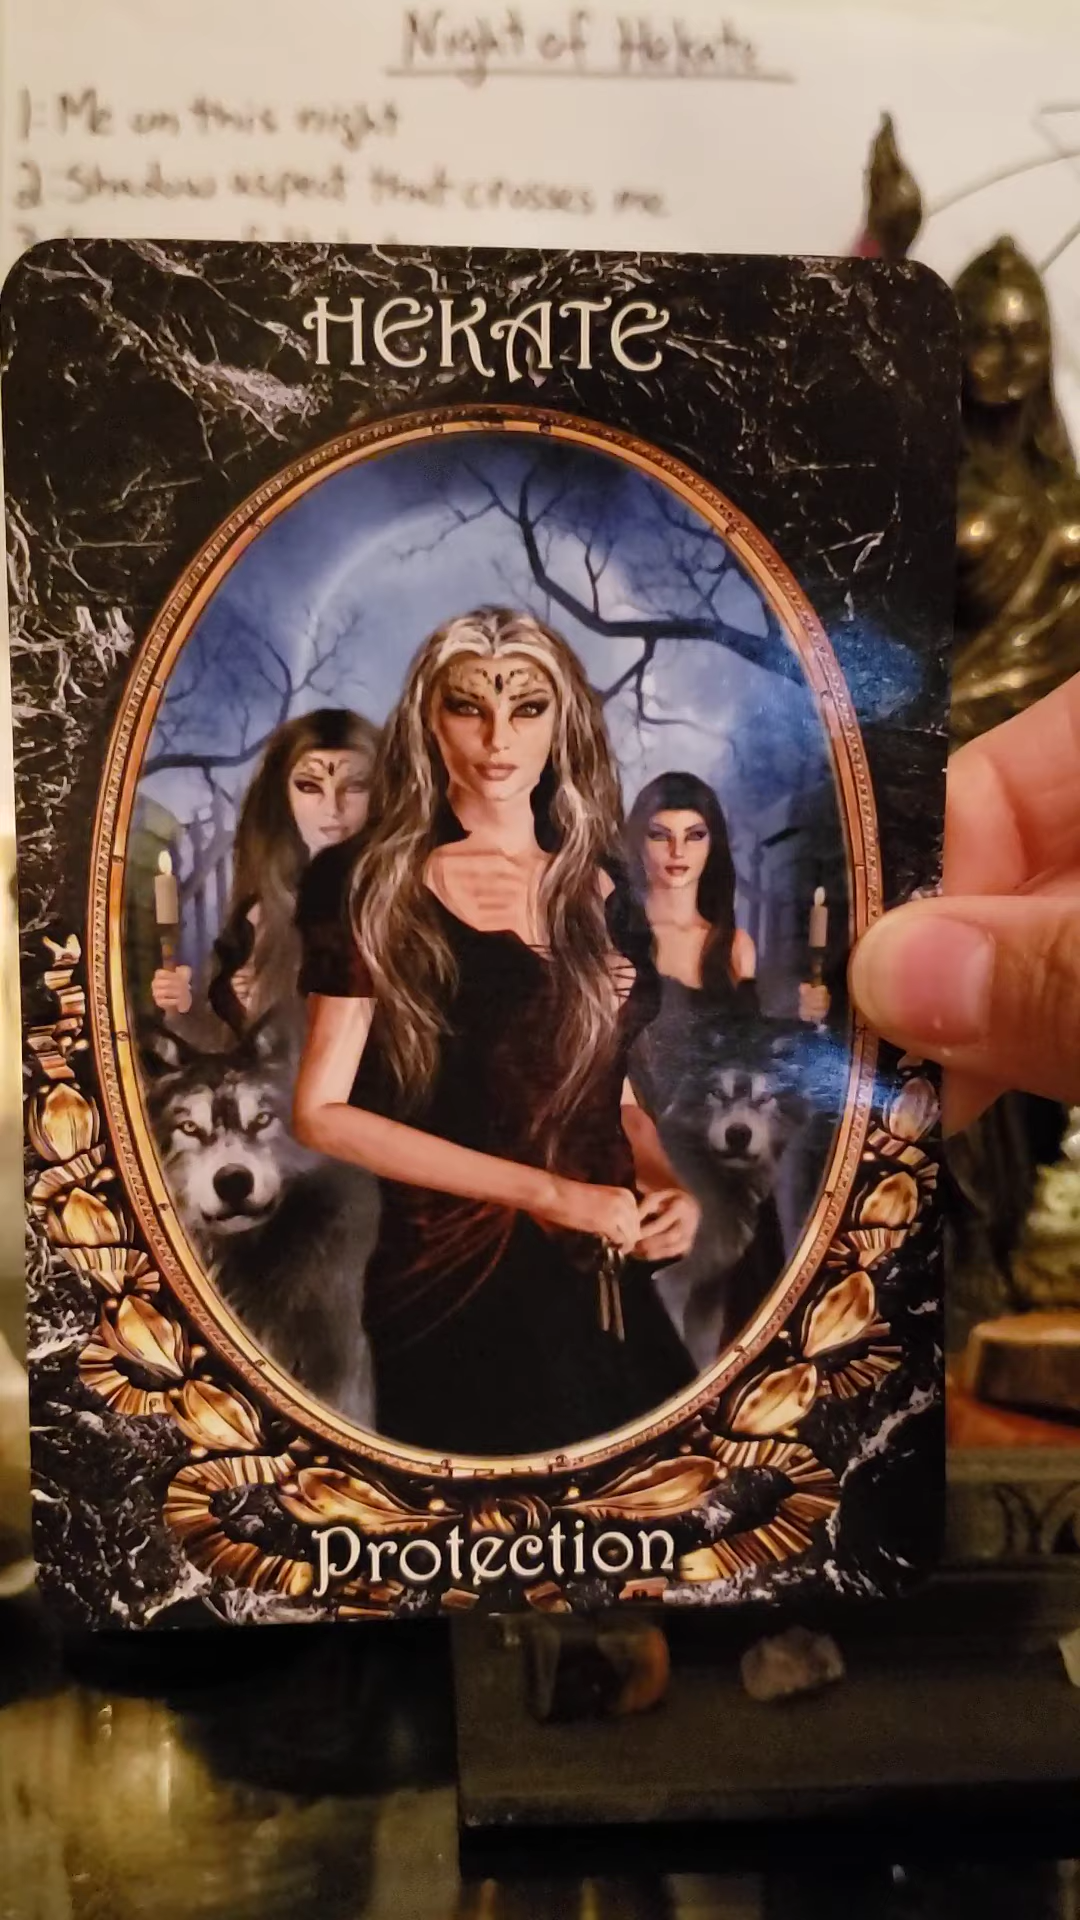 Night of Hekate
1. Me on this night
2. Shadow aspect that crosses me
HEKATE
Protection